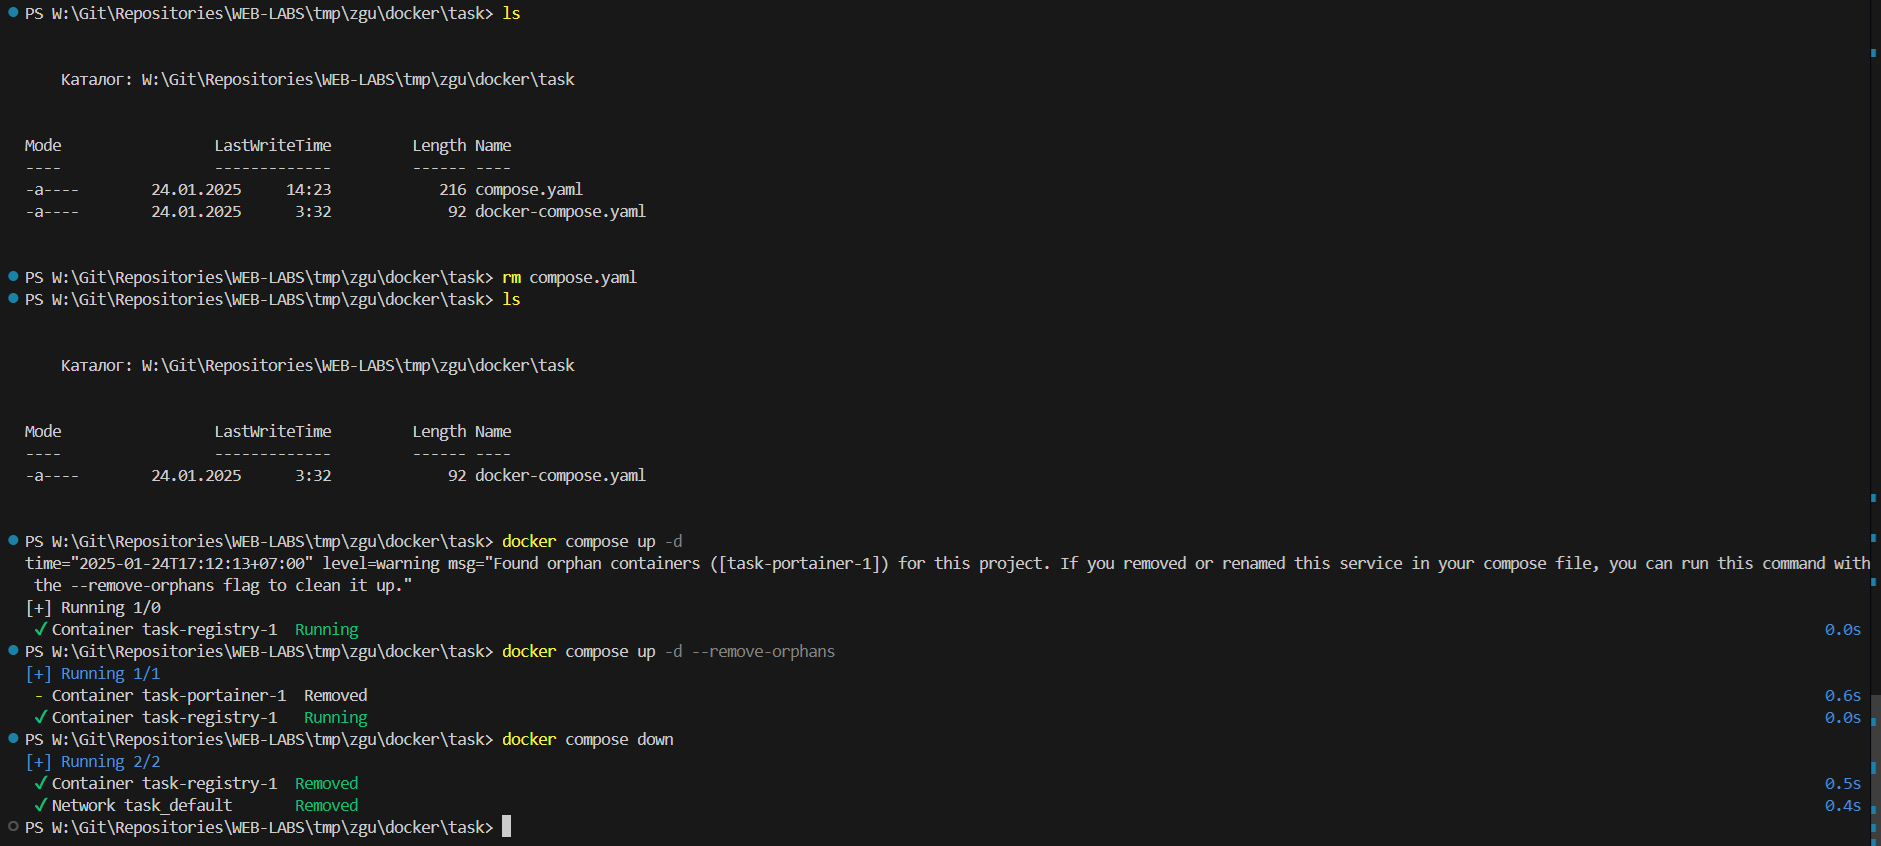 PS W:\Git\Repositories\WEB-LABS\tmp\zgu\docker\task> ls
Каталог: W:\Git\Repositories\WEB-LABS\tmp\zgu\docker\task
Mode LastWriteTime Length Name
---- ------------- ------ ----
-a---- 24.01.2025 14:23 216 compose.yaml
-a---- 24.01.2025 3:32 92 docker-compose.yaml
PS W:\Git\Repositories\WEB-LABS\tmp\zgu\docker\task> rm compose.yaml
PS W:\Git\Repositories\WEB-LABS\tmp\zgu\docker\task> ls
Каталог: W:\Git\Repositories\WEB-LABS\tmp\zgu\docker\task
Mode LastWriteTime Length Name
---- ------------- ------ ----
-a---- 24.01.2025 3:32 92 docker-compose.yaml
PS W:\Git\Repositories\WEB-LABS\tmp\zgu\docker\task> docker compose up -d
time="2025-01-24T17:12:13+07:00" level=warning msg="Found orphan containers ([task-portainer-1]) for this project. If you removed or renamed this service in your compose file, you can run this command with
the --remove-orphans flag to clean it up."
[+] Running 1/0
✓ Container task-registry-1 Running 0.0s
PS W:\Git\Repositories\WEB-LABS\tmp\zgu\docker\task> docker compose up -d --remove-orphans
[+] Running 1/1
- Container task-portainer-1 Removed 0.6s
✓ Container task-registry-1 Running 0.0s
PS W:\Git\Repositories\WEB-LABS\tmp\zgu\docker\task> docker compose down
[+] Running 2/2
✓ Container task-registry-1 Removed 0.5s
✓ Network task_default Removed 0.4s
PS W:\Git\Repositories\WEB-LABS\tmp\zgu\docker\task>